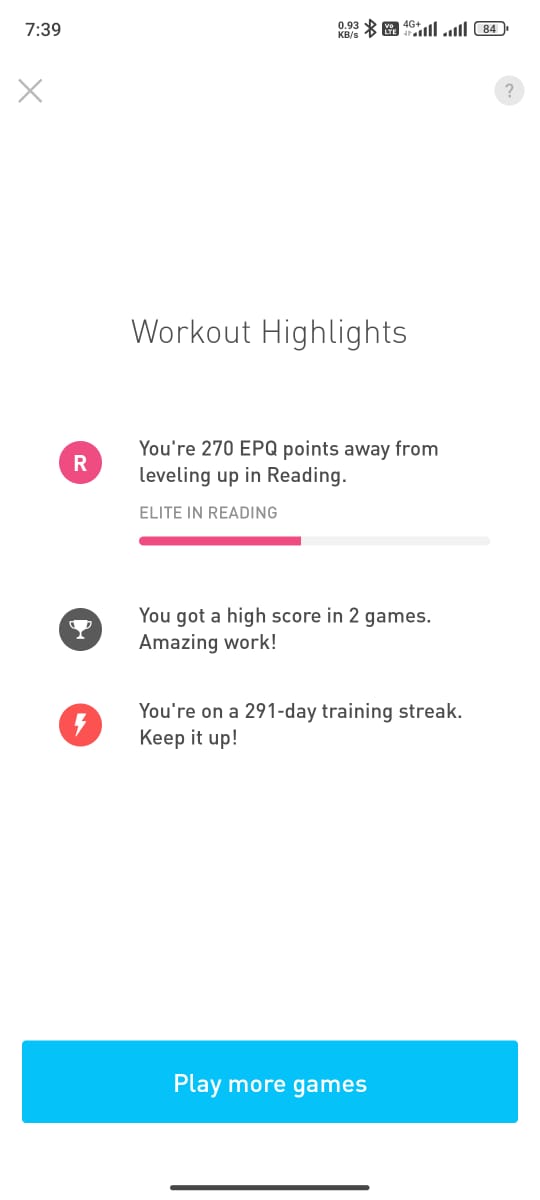 7:39
0.93
KB/s
Vo
LTE
4G+
84
?
Workout Highlights
R
You're 270 EPQ points away from
leveling up in Reading.
ELITE IN READING
You got a high score in 2 games.
Amazing work!
You're on a 291-day training streak.
Keep it up!
Play more games